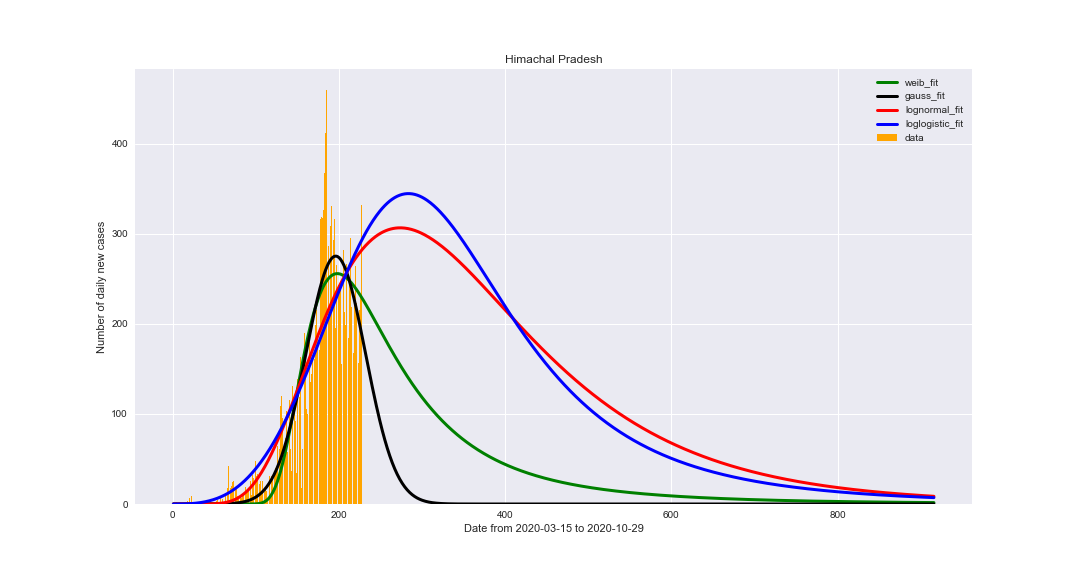 Himachal Pradesh
weib_fit
gauss_fit
lognormal_fit
loglogistic_fit
data
Number of daily new cases
400
300
200
100
0
0
200
400
600
800
Date from 2020-03-15 to 2020-10-29